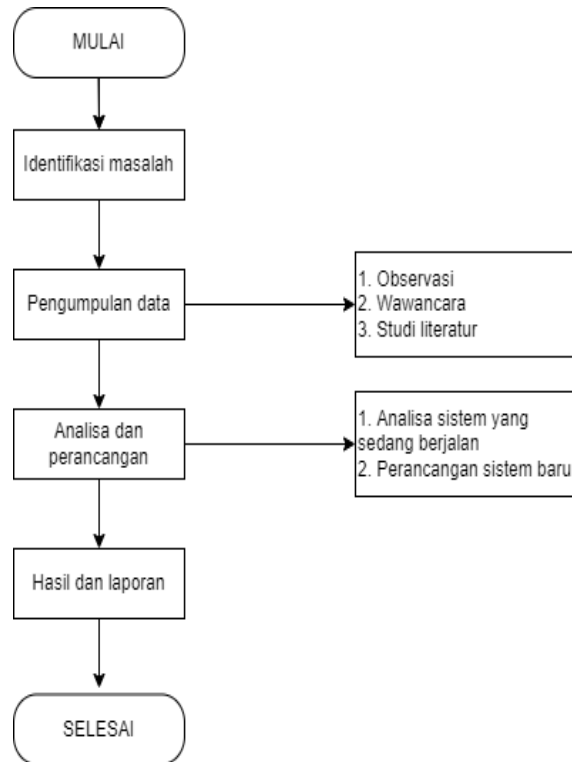 MULAI
Identifikasi masalah
Pengumpulan data
1. Observasi
2. Wawancara
3. Studi literatur
Analisa dan
perancangan
1. Analisa sistem yang
sedang berjalan
2. Perancangan sistem baru
Hasil dan laporan
SELESAI